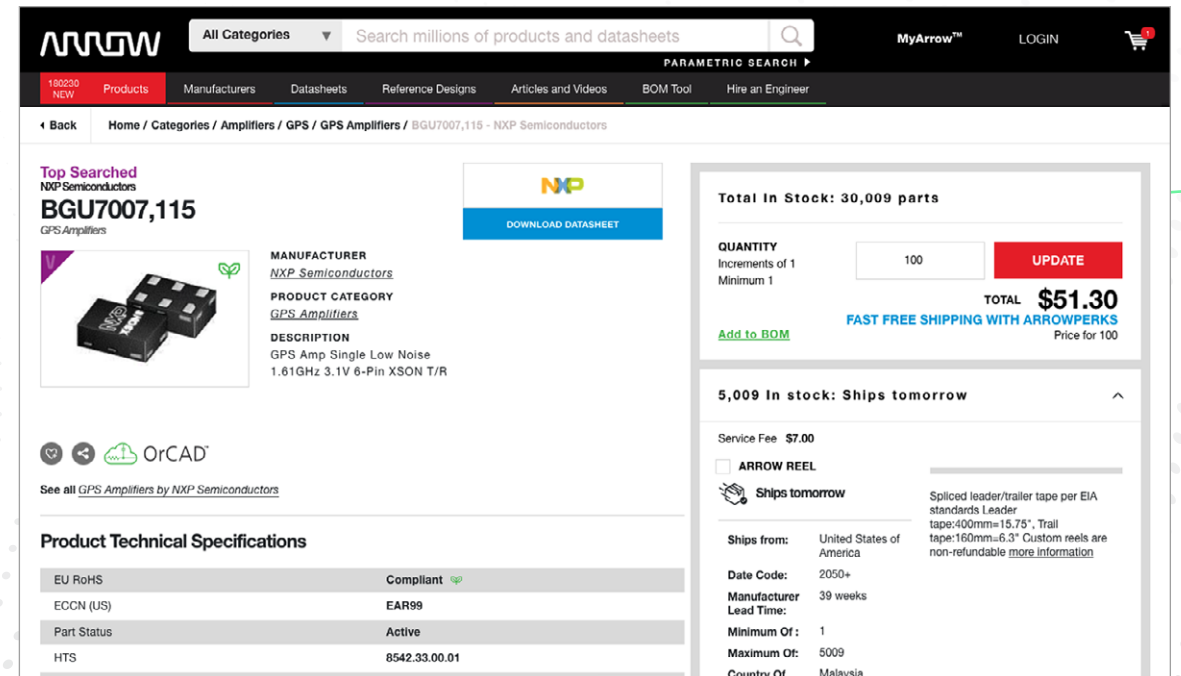 ARROW
All Categories ▼ Search millions of products and datasheets
MyArrow™ LOGIN 1
PARAMETRIC SEARCH
180230 NEW Products Manufacturers Datasheets Reference Designs Articles and Videos BOM Tool Hire an Engineer
Back Home / Categories / Amplifiers / GPS / GPS Amplifiers / BGU7007,115 - NXP Semiconductors
Top Searched
NXP Semiconductors
BGU7007,115
GPS Amplifiers
V
NXP
XSON6
MANUFACTURER
NXP Semiconductors
PRODUCT CATEGORY
GPS Amplifiers
DESCRIPTION
GPS Amp Single Low Noise
1.61GHz 3.1V 6-Pin XSON T/R
NXP
DOWNLOAD DATASHEET
OrCAD™
See all GPS Amplifiers by NXP Semiconductors
Product Technical Specifications
EU RoHS Compliant
ECCN (US) EAR99
Part Status Active
HTS 8542.33.00.01
Total In Stock: 30,009 parts
QUANTITY
Increments of 1
Minimum 1
100
UPDATE
TOTAL $51.30
FAST FREE SHIPPING WITH ARROWPERKS
Add to BOM
Price for 100
5,009 In stock: Ships tomorrow
Service Fee $7.00
ARROW REEL
Ships tomorrow
Spliced leader/trailer tape per EIA
standards Leader
tape:400mm=15.75", Trail
tape:160mm=6.3" Custom reels are
non-refundable more information
Ships from: United States of
America
Date Code: 2050+
Manufacturer 39 weeks
Lead Time:
Minimum Of : 1
Maximum Of: 5009
Country Of Malaysia